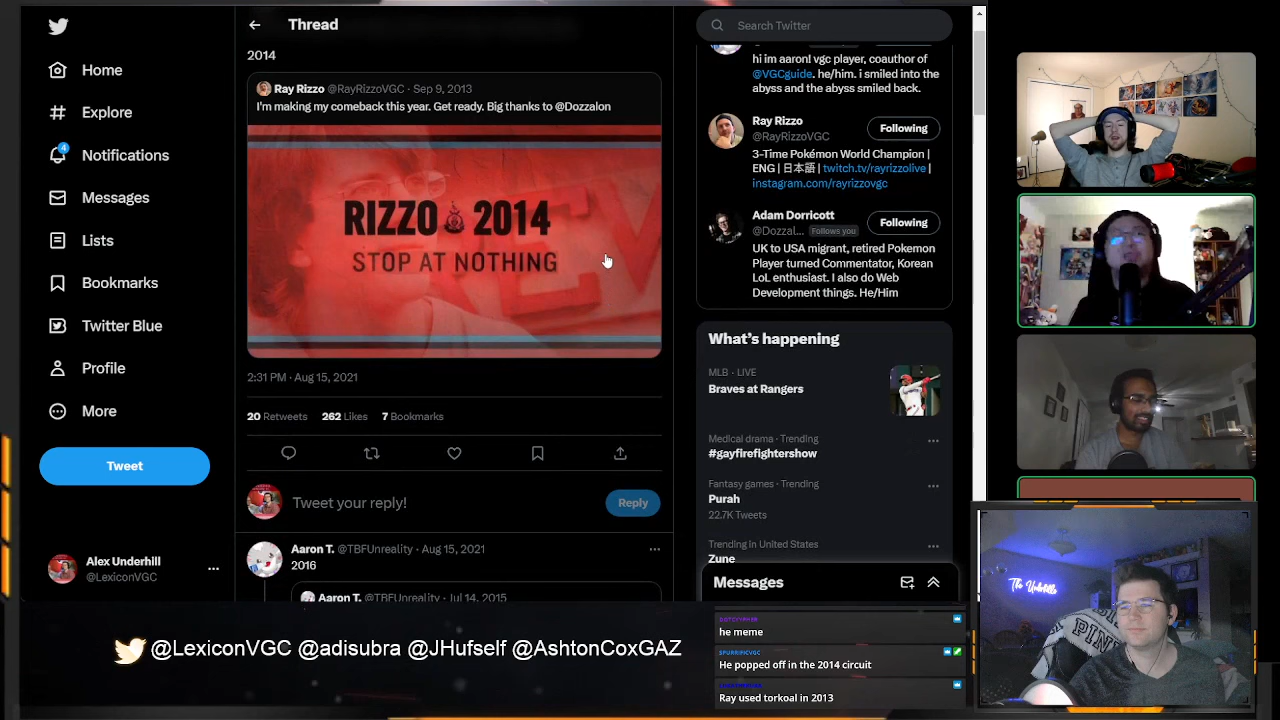 Thread
Search Twitter
Home
Explore
4
Notifications
Messages
Lists
Bookmarks
Twitter Blue
Profile
More
Tweet
Alex Underhill
@LexiconVGC
2014
Ray Rizzo @RayRizzoVGC · Sep 9, 2013
I'm making my comeback this year. Get ready. Big thanks to @Dozzalon
RIZZO 2014
STOP AT NOTHING
2:31 PM · Aug 15, 2021
20 Retweets 262 Likes 7 Bookmarks
Tweet your reply!
Reply
Aaron T. @TBFUnreality · Aug 15, 2021
2016
Aaron T. @TBFUnreality · Jul 14, 2015
hi im aaron! vgc player, coauthor of
@VGCguide. he/him. i smiled into the
abyss and the abyss smiled back.
Ray Rizzo
@RayRizzoVGC
Following
3-Time Pokémon World Champion |
ENG | 日本語 | twitch.tv/rayrizzolive |
instagram.com/rayrizzovgc
Adam Dorricott
@Dozzal... Follows you
Following
UK to USA migrant, retired Pokemon
Player turned Commentator, Korean
LoL enthusiast. I also do Web
Development things. He/Him
What's happening
MLB · LIVE
Braves at Rangers
Medical drama · Trending
#gayfirefightershow
Fantasy games · Trending
Purah
22.7K Tweets
Trending in United States
Zune
Messages
@LexiconVGC @adisubra @JHufself @AshtonCoxGAZ
he meme
SPURRIFICVGC
He popped off in the 2014 circuit
Ray used torkoal in 2013
The Underhills
PINK